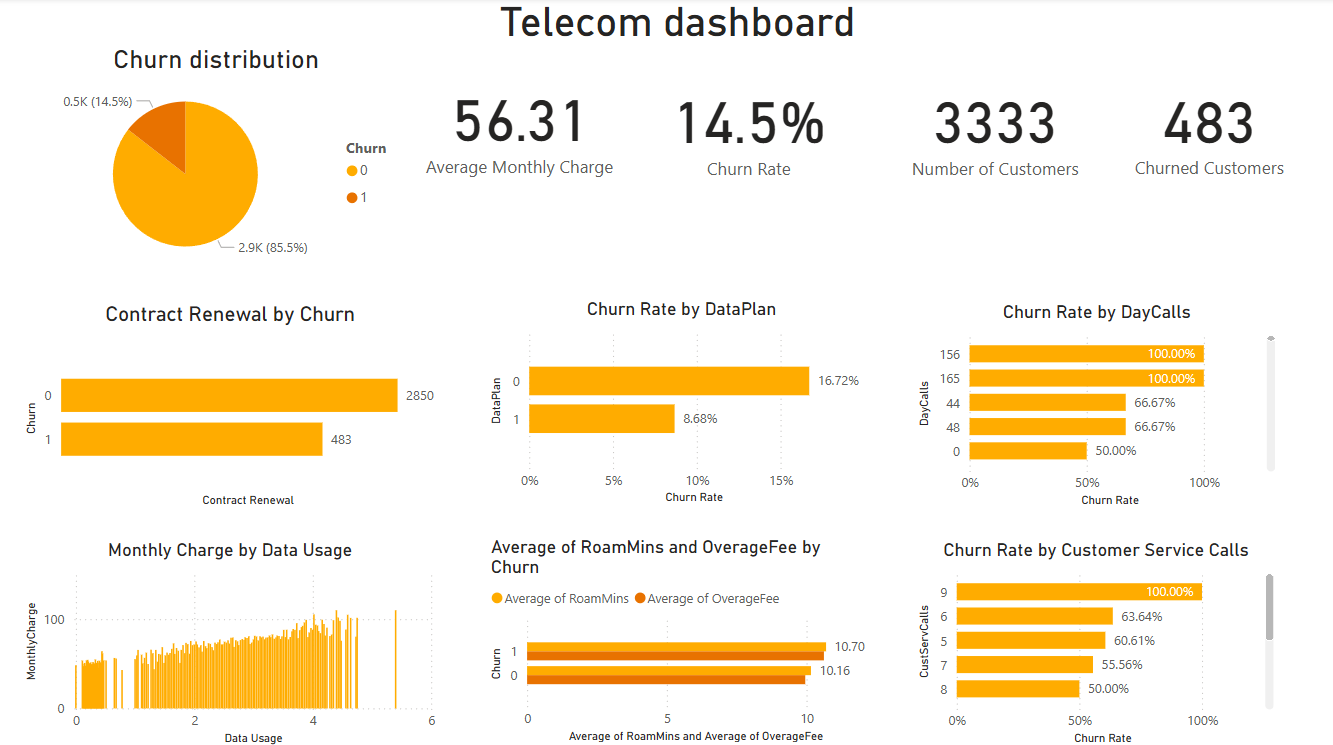 Telecom dashboard
Churn distribution
0.5K (14.5%)
2.9K (85.5%)
Churn
0
1
56.31
Average Monthly Charge
14.5%
Churn Rate
3333
Number of Customers
483
Churned Customers
Contract Renewal by Churn
Churn
0
2850
1
483
Contract Renewal
Churn Rate by DataPlan
DataPlan
0
16.72%
1
8.68%
0%
5%
10%
15%
Churn Rate
Churn Rate by DayCalls
DayCalls
156
100.00%
165
100.00%
44
66.67%
48
66.67%
0
50.00%
0%
50%
100%
Churn Rate
Monthly Charge by Data Usage
MonthlyCharge
100
0
0
2
4
6
Data Usage
Average of RoamMins and OverageFee by
Churn
Average of RoamMins
Average of OverageFee
Churn
1
10.70
0
10.16
0
5
10
Average of RoamMins and Average of OverageFee
Churn Rate by Customer Service Calls
CustServCalls
9
100.00%
6
63.64%
5
60.61%
7
55.56%
8
50.00%
0%
50%
100%
Churn Rate